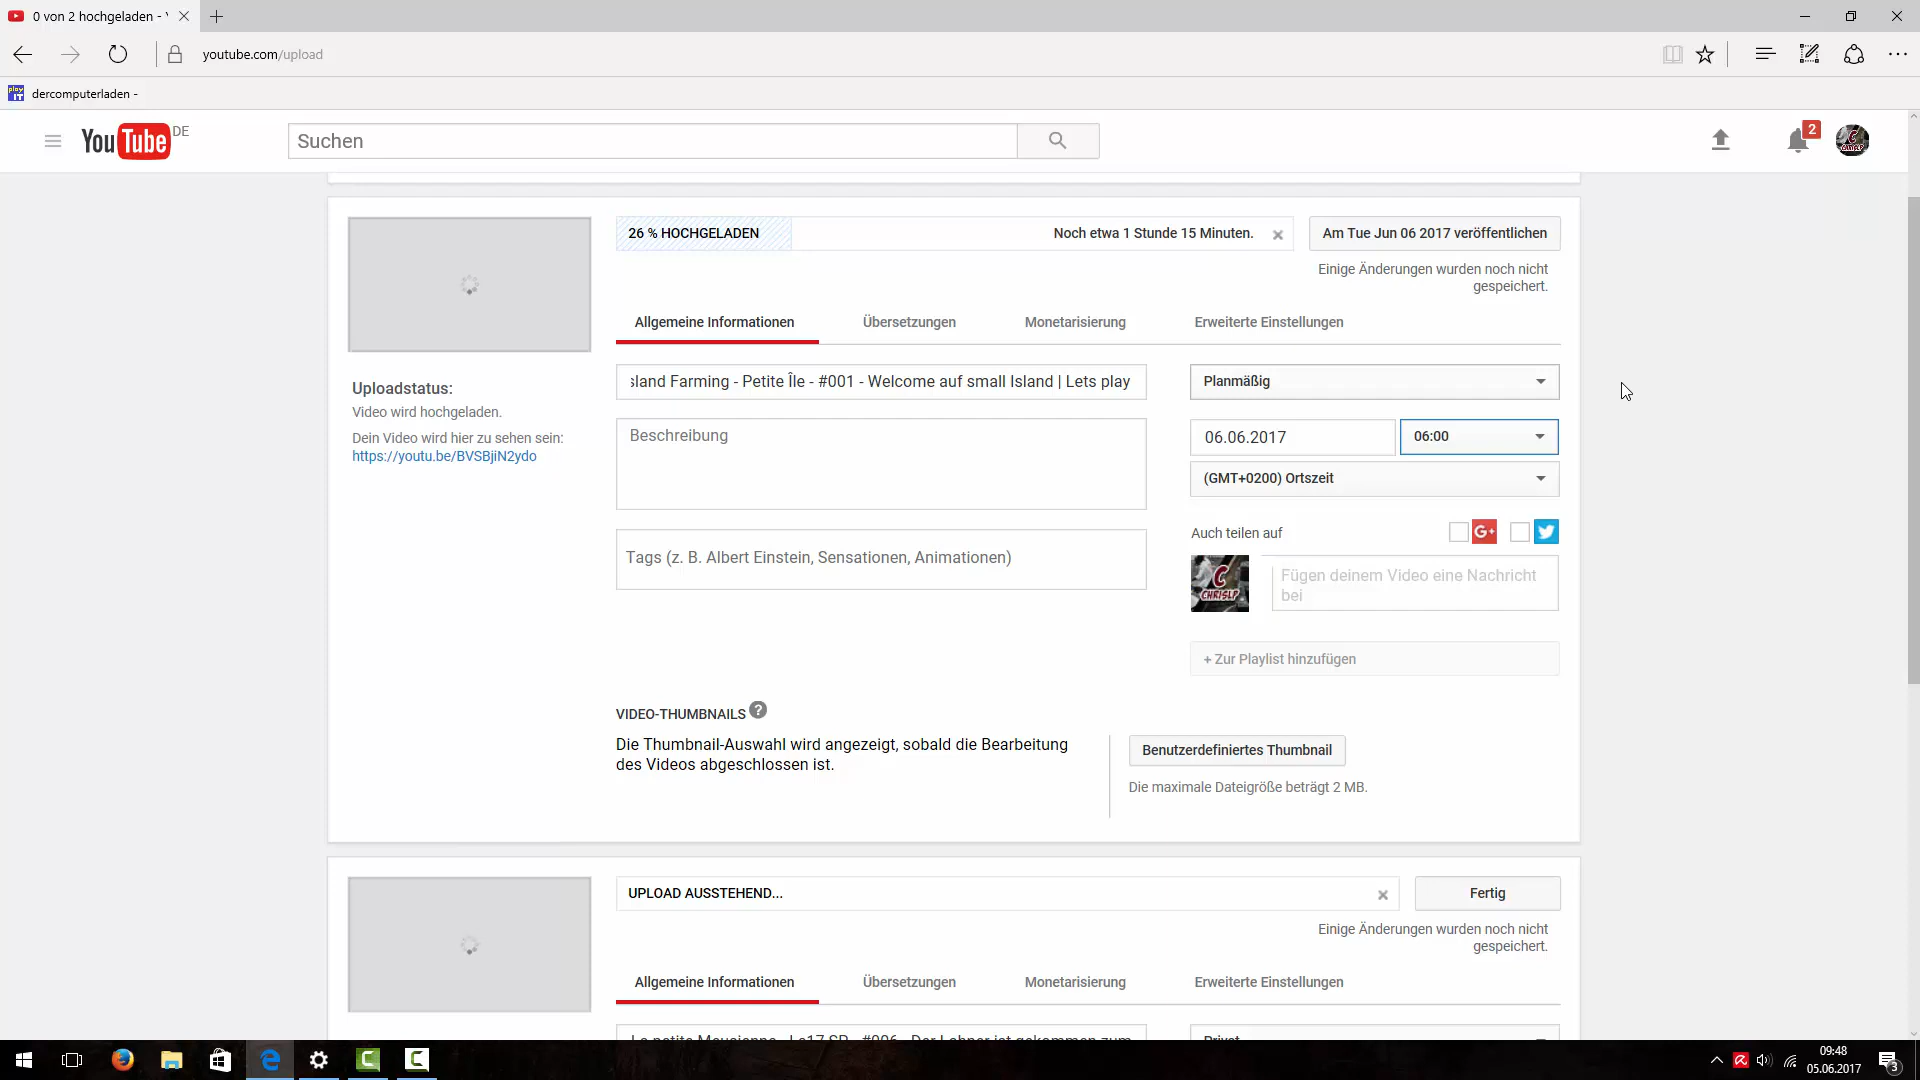 0 von 2 hochgeladen -
youtube.com/upload
play IT
dercomputerladen -
YouTube DE
Suchen
2
26 % HOCHGELADEN
Noch etwa 1 Stunde 15 Minuten.
Am Tue Jun 06 2017 veröffentlichen
Einige Änderungen wurden noch nicht
gespeichert.
Allgemeine Informationen
Übersetzungen
Monetarisierung
Erweiterte Einstellungen
Uploadstatus:
Video wird hochgeladen.
Dein Video wird hier zu sehen sein:
https://youtu.be/BVSBjiN2ydo
sland Farming - Petite Île - #001 - Welcome auf small Island | Lets play
Planmäßig
Beschreibung
06.06.2017
06:00
(GMT+0200) Ortszeit
Tags (z. B. Albert Einstein, Sensationen, Animationen)
Auch teilen auf
G+
C
CHRISLP
Fügen deinem Video eine Nachricht
bei
+ Zur Playlist hinzufügen
VIDEO-THUMBNAILS ?
Die Thumbnail-Auswahl wird angezeigt, sobald die Bearbeitung
des Videos abgeschlossen ist.
Benutzerdefiniertes Thumbnail
Die maximale Dateigröße beträgt 2 MB.
UPLOAD AUSSTEHEND...
Fertig
Einige Änderungen wurden noch nicht
gespeichert.
Allgemeine Informationen
Übersetzungen
Monetarisierung
Erweiterte Einstellungen
Privat
09:48
05.06.2017
3